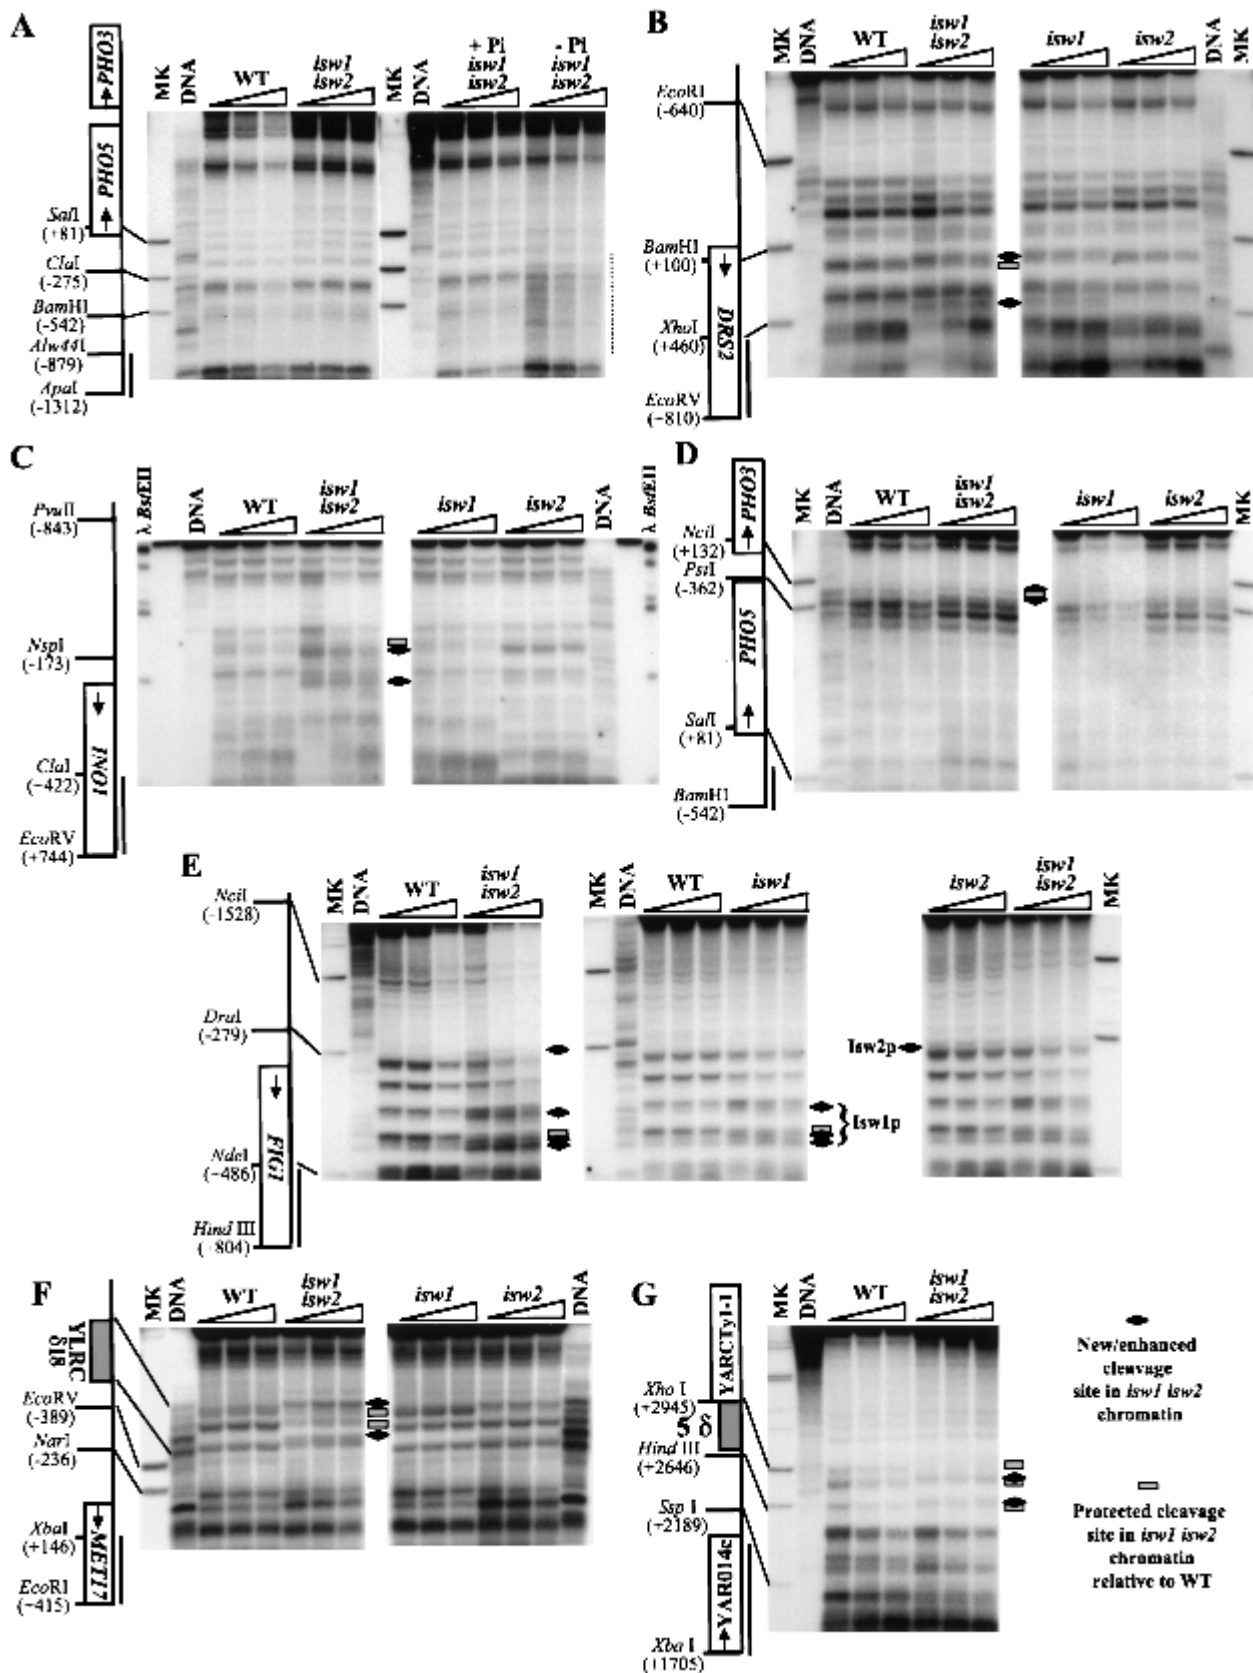 A
PHO3
PHO5
SalI
(+81)
ClaI
(-275)
BamHI
(-542)
Alw44I
(-879)
ApaI
(-1312)
MK
DNA
WT
isw1
isw2
MK
DNA
+ Pi
isw1
isw2
- Pi
isw1
isw2
B
EcoRI
(-640)
BamHI
(+100)
XhoI
(+460)
EcoRV
(+810)
DRS2
MK
DNA
WT
isw1
isw2
isw1
isw2
DNA
MK
C
PvuII
(-843)
NspI
(-173)
ClaI
(+422)
EcoRV
(+744)
INO1
λ BstEII
DNA
WT
isw1
isw2
isw1
isw2
DNA
λ BstEII
D
PHO3
NciI
(+132)
PstI
(-362)
PHO5
SalI
(+81)
BamHI
(-542)
MK
DNA
WT
isw1
isw2
isw1
isw2
MK
E
NciI
(-1528)
DraI
(-279)
FIG1
NdeI
(+486)
Hind III
(+804)
MK
DNA
WT
isw1
isw2
MK
DNA
WT
isw1
isw2
isw1
isw2
MK
Isw2p
Isw1p
F
YLRC
δ18
EcoRV
(-389)
NarI
(-236)
XbaI
(+146)
EcoRI
(+415)
MET17
MK
DNA
WT
isw1
isw2
isw1
isw2
DNA
G
YARCTy1-1
Xho I
(+2945)
5 δ
Hind III
(+2646)
Ssp I
(+2189)
YAR014c
Xba I
(+1705)
MK
DNA
WT
isw1
isw2
New/enhanced
cleavage
site in isw1 isw2
chromatin
Protected cleavage
site in isw1 isw2
chromatin
relative to WT